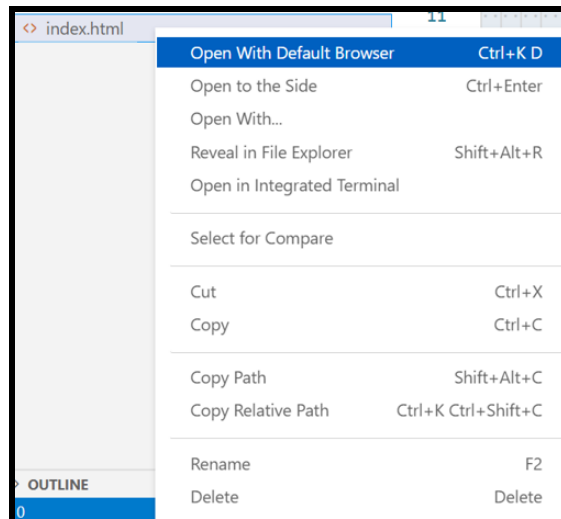 <> index.html
11
Open With Default Browser Ctrl+K D
Open to the Side Ctrl+Enter
Open With...
Reveal in File Explorer Shift+Alt+R
Open in Integrated Terminal
Select for Compare
Cut Ctrl+X
Copy Ctrl+C
Copy Path Shift+Alt+C
Copy Relative Path Ctrl+K Ctrl+Shift+C
Rename F2
OUTLINE
Delete Delete
0